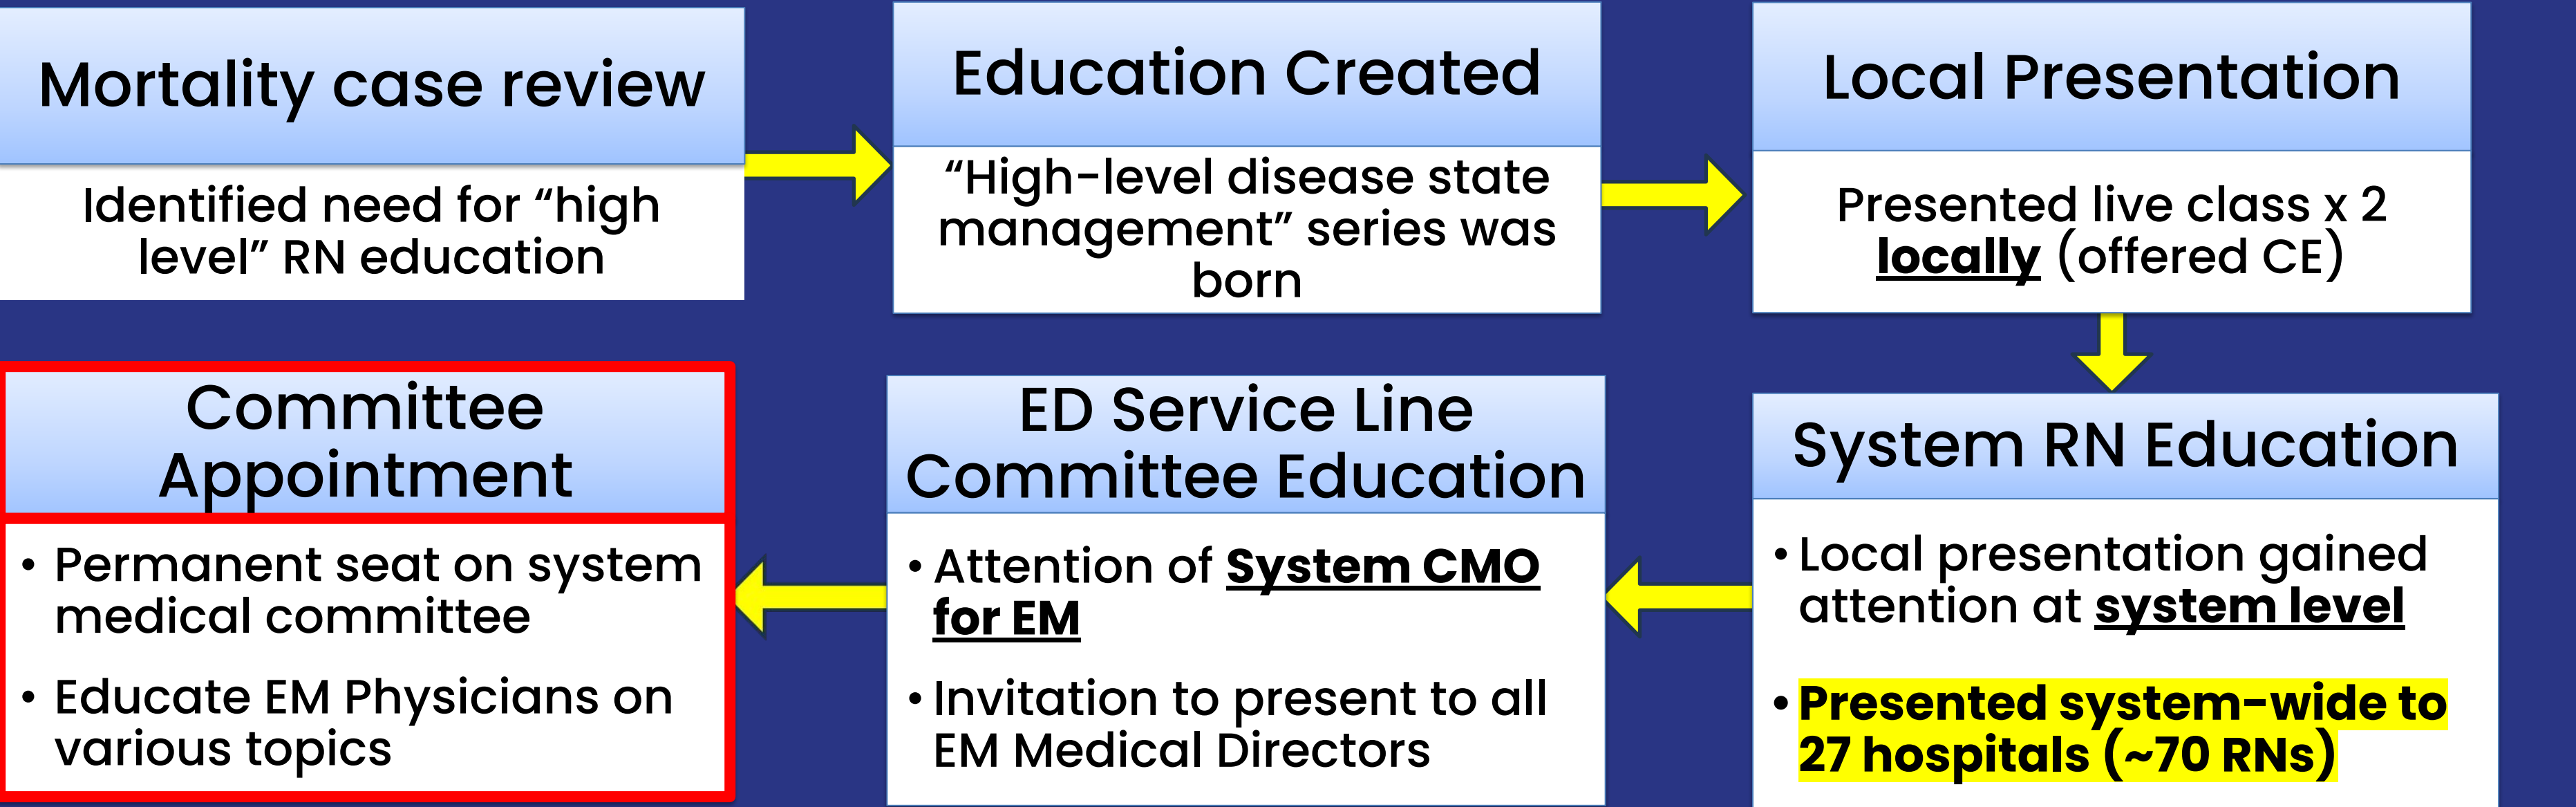 Mortality case review
Identified need for “high
level” RN education
Education Created
“High-level disease state
management” series was
born
Local Presentation
Presented live class x 2
locally (offered CE)
System RN Education
• Local presentation gained
attention at system level
• Presented system-wide to
27 hospitals (~70 RNs)
ED Service Line
Committee Education
• Attention of System CMO
for EM
• Invitation to present to all
EM Medical Directors
Committee
Appointment
• Permanent seat on system
medical committee
• Educate EM Physicians on
various topics